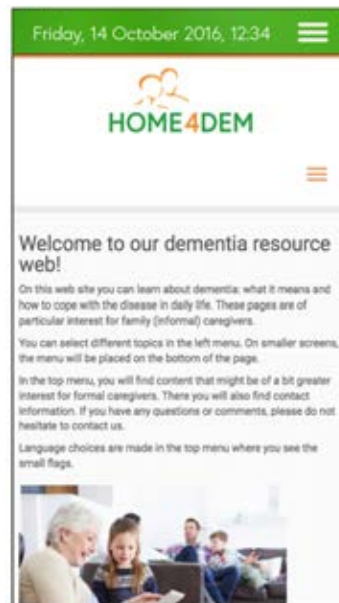 Friday, 14 October 2016, 12:34
HOME4DEM
Welcome to our dementia resource
web!
On this web site you can learn about dementia: what it means and
how to cope with the disease in daily life. These pages are of
particular interest for family (informal) caregivers.
You can select different topics in the left menu. On smaller screens,
the menu will be placed on the bottom of the page.
In the top menu, you will find content that might be of a bit greater
interest for formal caregivers. There you will also find contact
information. If you have any questions or comments, please do not
hesitate to contact us.
Language choices are made in the top menu where you see the
small flags.